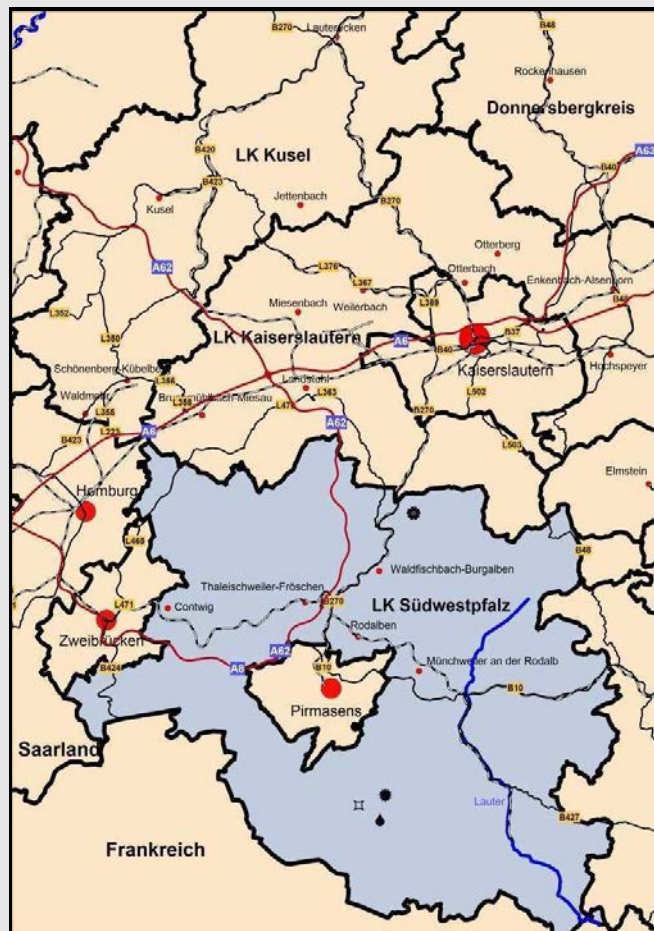 B270
Lauterecken
B48
Rockenhausen
Donnersbergkreis
B420
LK Kusel
A63
B40
B423
Kusel
Jettenbach
B270
Otterberg
A62
L376
L367
Otterbach
Enkenbach-Alsenborn
L352
Miesenbach
Weilerbach
L389
B48
L350
LK Kaiserslautern
A6
B37
B40
Kaiserslautern
Hochspeyer
Schönenberg-Kübelberg
L356
Landstuhl
L363
L502
Waldmohr
L355
L358
Bruchmühlbach-Miesau
L476
B270
B423
L223
A6
A62
L503
Elmstein
Homburg
L465
B48
Waldfischbach-Burgalben
Thaleischweiler-Fröschen
L471
Contwig
B270
LK Südwestpfalz
Zweibrücken
Rodalben
A62
B424
A8
B10
Münchweiler an der Rodalb
B10
Pirmasens
Saarland
Lauter
B427
Frankreich